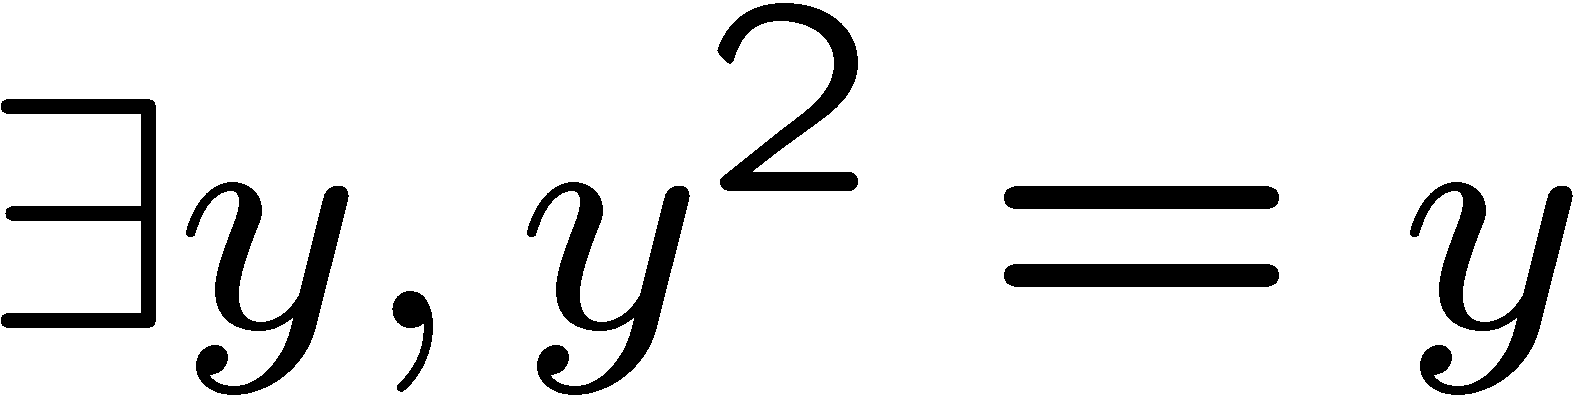 ∃y, y² = y